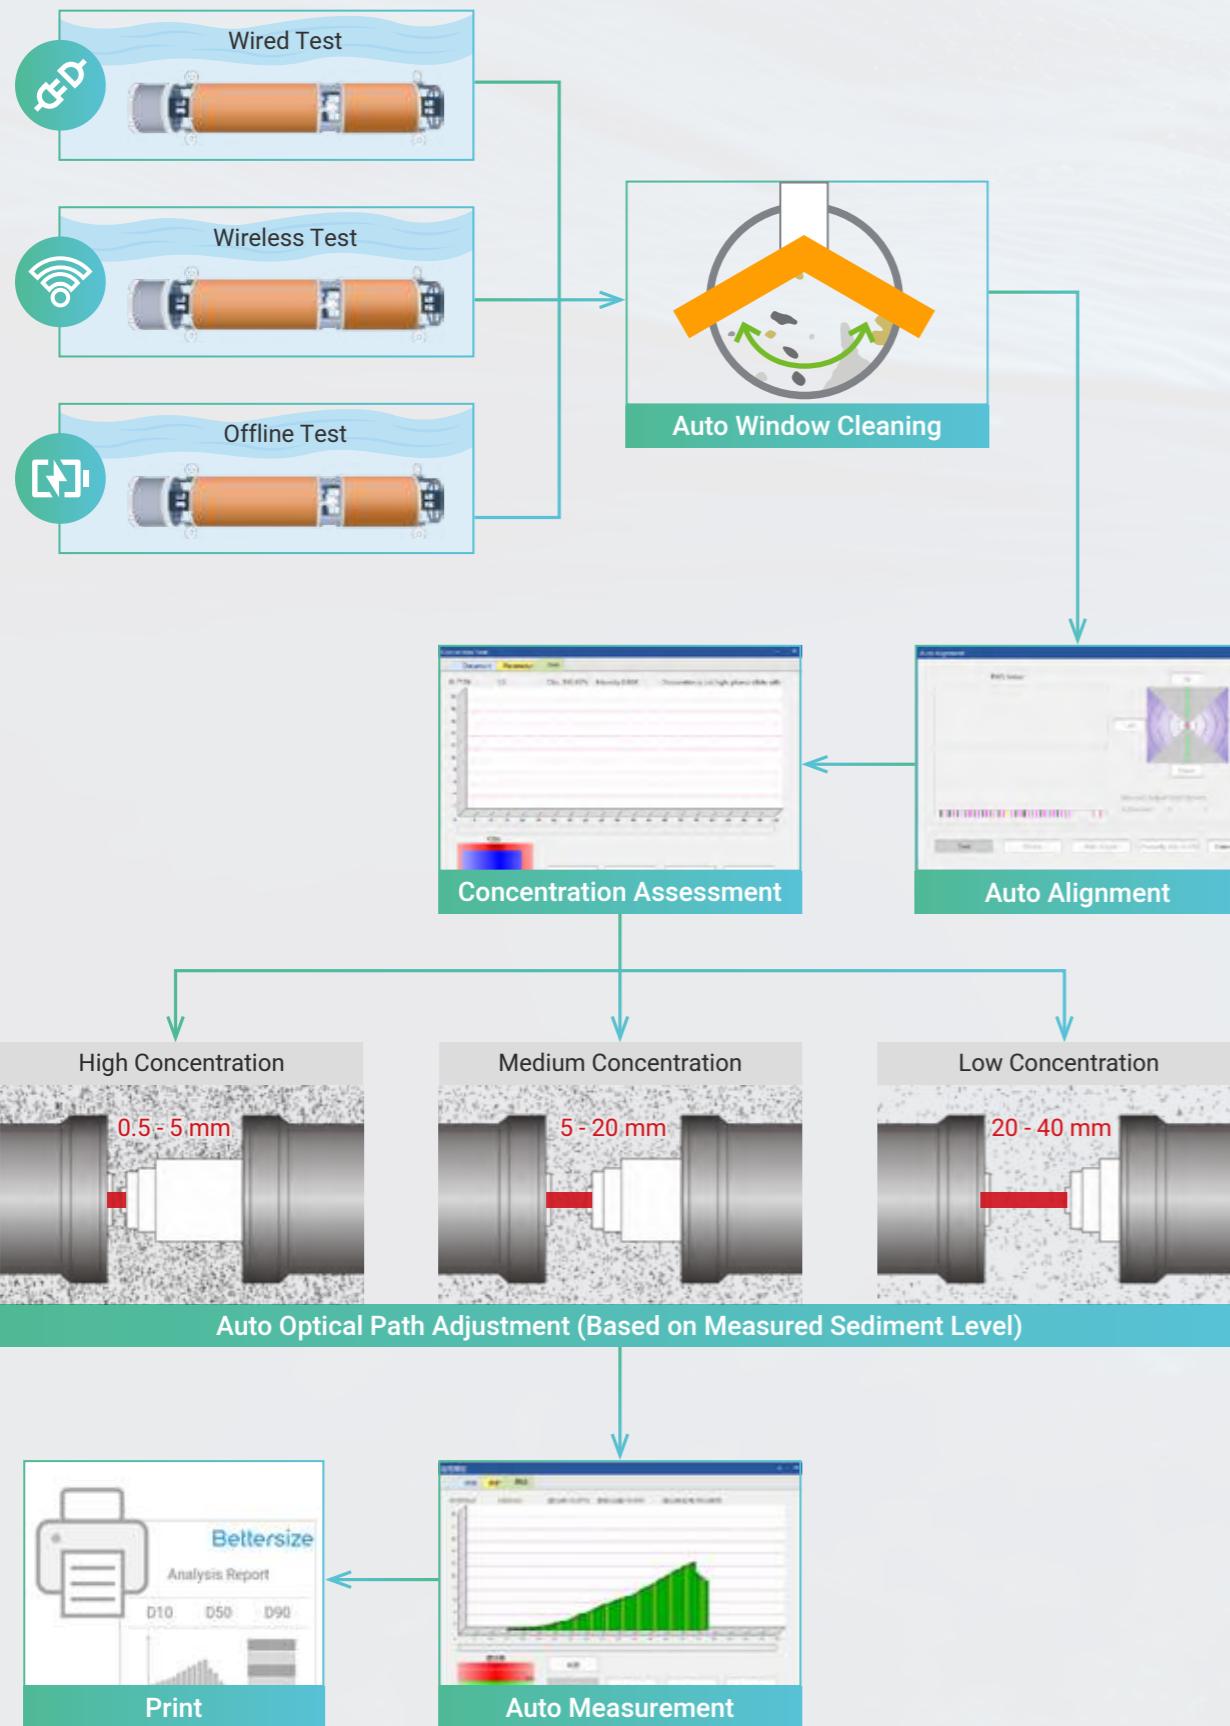 Wired Test
Wireless Test
Offline Test
Auto Window Cleaning
Document Parameter
Concentration Assessment
Auto Alignment
High Concentration
Medium Concentration
Low Concentration
0.5 - 5 mm
5 - 20 mm
20 - 40 mm
Auto Optical Path Adjustment (Based on Measured Sediment Level)
Bettersize
Analysis Report
D10 D50 D90
Print
Auto Measurement